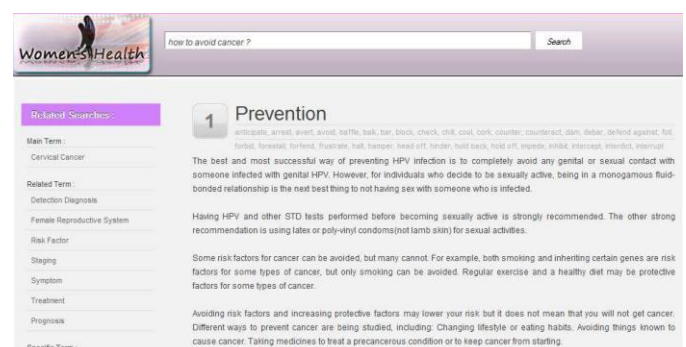 Women's Health
how to avoid cancer ?
Search
Related Searches :
Main Term :
Cervical Cancer
Related Term :
Detection Diagnosis
Female Reproductive System
Risk Factor
Staging
Symptom
Treatment
Prognosis
Specific Term :
1
Prevention
anticipate, arrest, avert, avoid, baffle, balk, bar, block, check, chill, cool, cork, counter, counteract, dam, debar, defend against, foil,
forbid, forestall, forfend, frustrate, halt, hamper, head off, hinder, hold back, hold off, impede, inhibit, intercept, interdict, interrupt
The best and most successful way of preventing HPV infection is to completely avoid any genital or sexual contact with
someone infected with genital HPV. However, for individuals who decide to be sexually active, being in a monogamous fluid-
bonded relationship is the next best thing to not having sex with someone who is infected.
Having HPV and other STD tests performed before becoming sexually active is strongly recommended. The other strong
recommendation is using latex or poly-vinyl condoms(not lamb skin) for sexual activities.
Some risk factors for cancer can be avoided, but many cannot. For example, both smoking and inheriting certain genes are risk
factors for some types of cancer, but only smoking can be avoided. Regular exercise and a healthy diet may be protective
factors for some types of cancer.
Avoiding risk factors and increasing protective factors may lower your risk but it does not mean that you will not get cancer.
Different ways to prevent cancer are being studied, including: Changing lifestyle or eating habits. Avoiding things known to
cause cancer. Taking medicines to treat a precancerous condition or to keep cancer from starting.